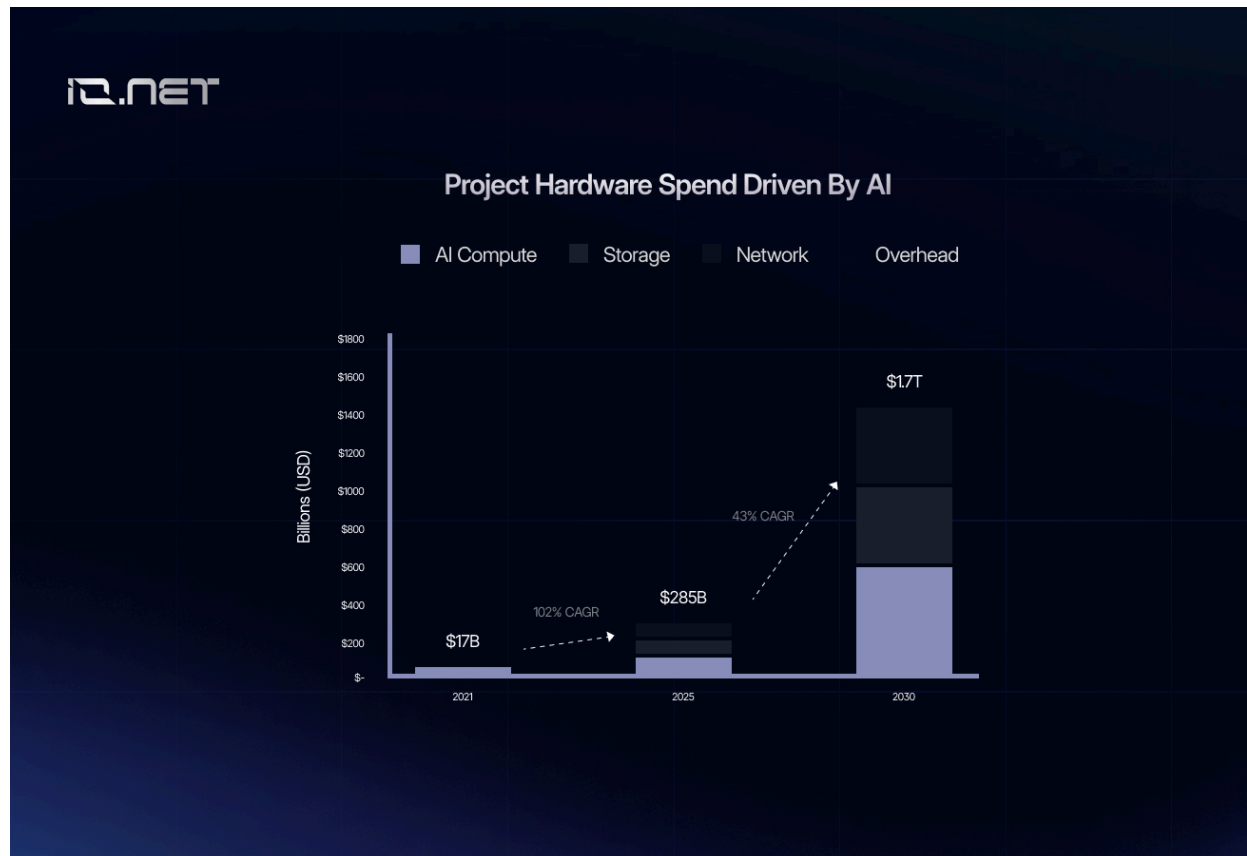 io.net
Project Hardware Spend Driven By AI
AI Compute Storage Network Overhead
Billions (USD)
$1800
$1600
$1400
$1200
$1000
$800
$600
$400
$200
$-
$17B
102% CAGR
$285B
43% CAGR
$1.7T
2021 2025 2030